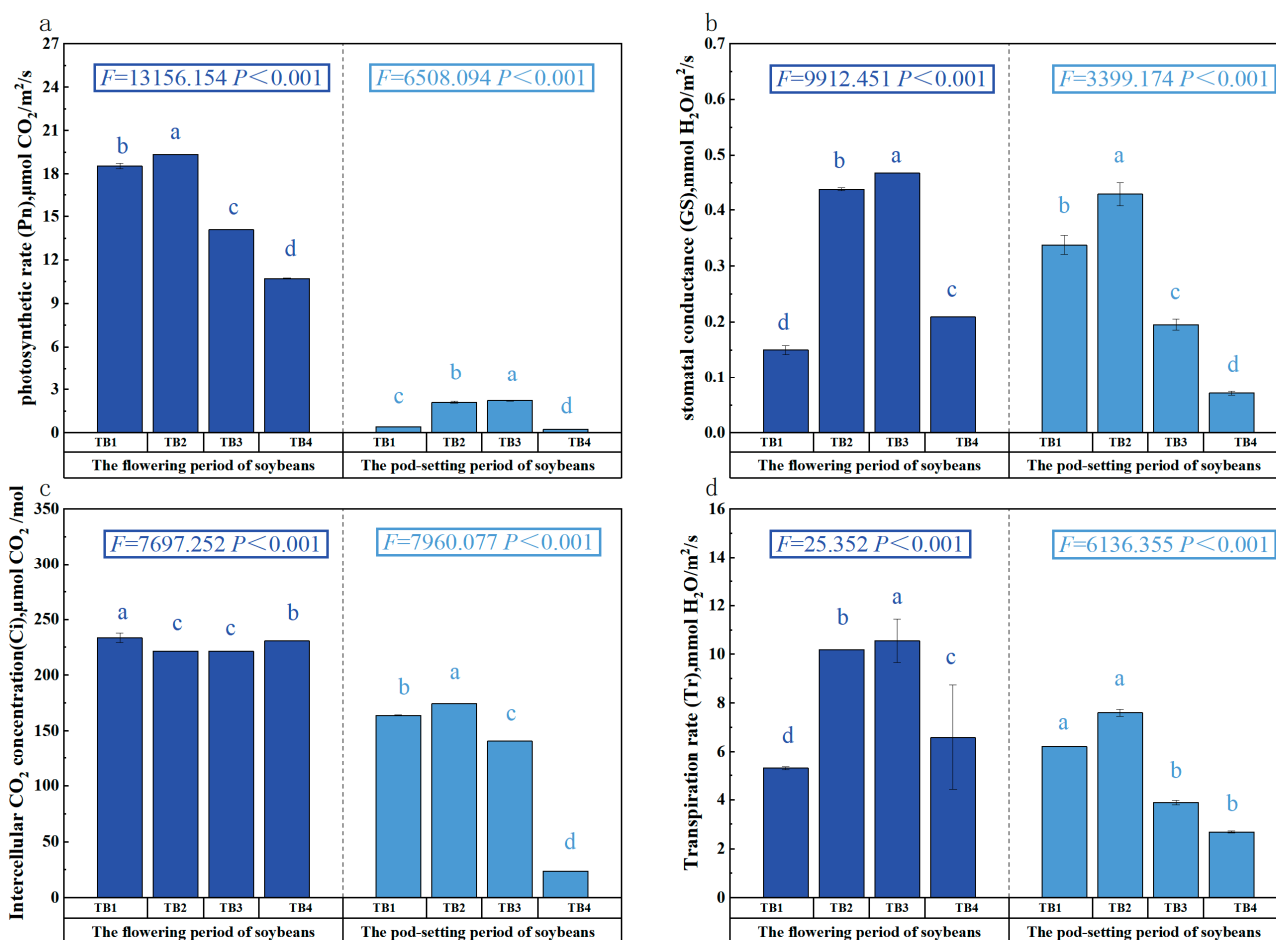 a
photosynthetic rate (Pn),μmol CO₂/m²/s
27
24
21
18
15
12
9
6
3
0
F=13156.154 P＜0.001
F=6508.094 P＜0.001
b
a
c
d
c
b
a
d
TB1 TB2 TB3 TB4 TB1 TB2 TB3 TB4
The flowering period of soybeans The pod-setting period of soybeans
b
stomatal conductance (GS),mmol H₂O/m²/s
0.7
0.6
0.5
0.4
0.3
0.2
0.1
0.0
F=9912.451 P＜0.001
F=3399.174 P＜0.001
d
b
a
c
b
a
c
d
TB1 TB2 TB3 TB4 TB1 TB2 TB3 TB4
The flowering period of soybeans The pod-setting period of soybeans
c
Intercellular CO₂ concentration(Ci),μmol CO₂ /mol
350
300
250
200
150
100
50
0
F=7697.252 P＜0.001
F=7960.077 P＜0.001
a
c
c
b
b
a
c
d
TB1 TB2 TB3 TB4 TB1 TB2 TB3 TB4
The flowering period of soybeans The pod-setting period of soybeans
d
Transpiration rate (Tr),mmol H₂O/m²/s
16
14
12
10
8
6
4
2
0
F=25.352 P＜0.001
F=6136.355 P＜0.001
d
b
a
c
a
a
b
b
TB1 TB2 TB3 TB4 TB1 TB2 TB3 TB4
The flowering period of soybeans The pod-setting period of soybeans